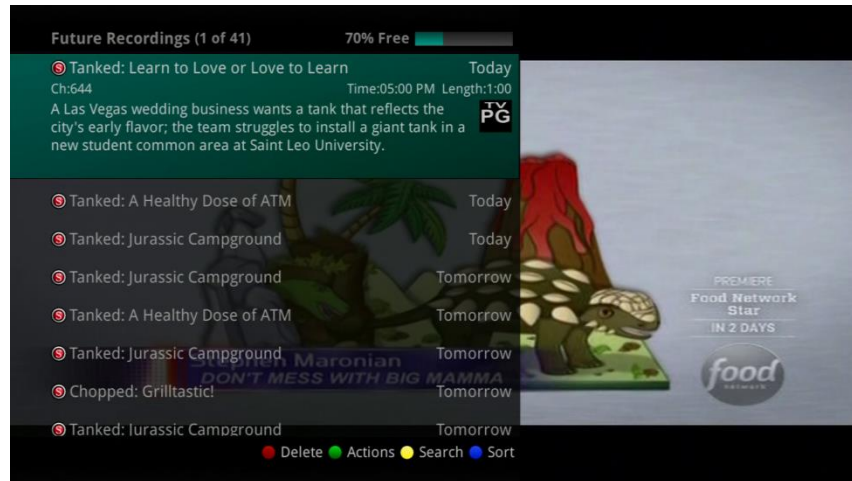 Future Recordings (1 of 41) 70% Free
S Tanked: Learn to Love or Love to Learn Today
Ch:644 Time:05:00 PM Length:1:00
A Las Vegas wedding business wants a tank that reflects the
city's early flavor; the team struggles to install a giant tank in a
new student common area at Saint Leo University.
TV
PG
S Tanked: A Healthy Dose of ATM Today
S Tanked: Jurassic Campground Today
S Tanked: Jurassic Campground Tomorrow
S Tanked: A Healthy Dose of ATM Tomorrow
S Tanked: Jurassic Campground Tomorrow
Stephen Maronian
DON'T MESS WITH BIG MAMMA
S Chopped: Grilltastic! Tomorrow
S Tanked: Jurassic Campground Tomorrow
Delete Actions Search Sort
PREMIERE
Food Network
Star
IN 2 DAYS
food
network